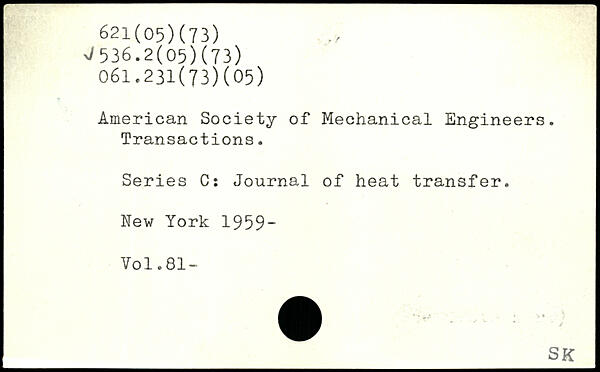 621(05)(73)
✓536.2(05)(73)
061.231(73)(05)
American Society of Mechanical Engineers.
Transactions.
Series C: Journal of heat transfer.
New York 1959-
Vol.81-
SK